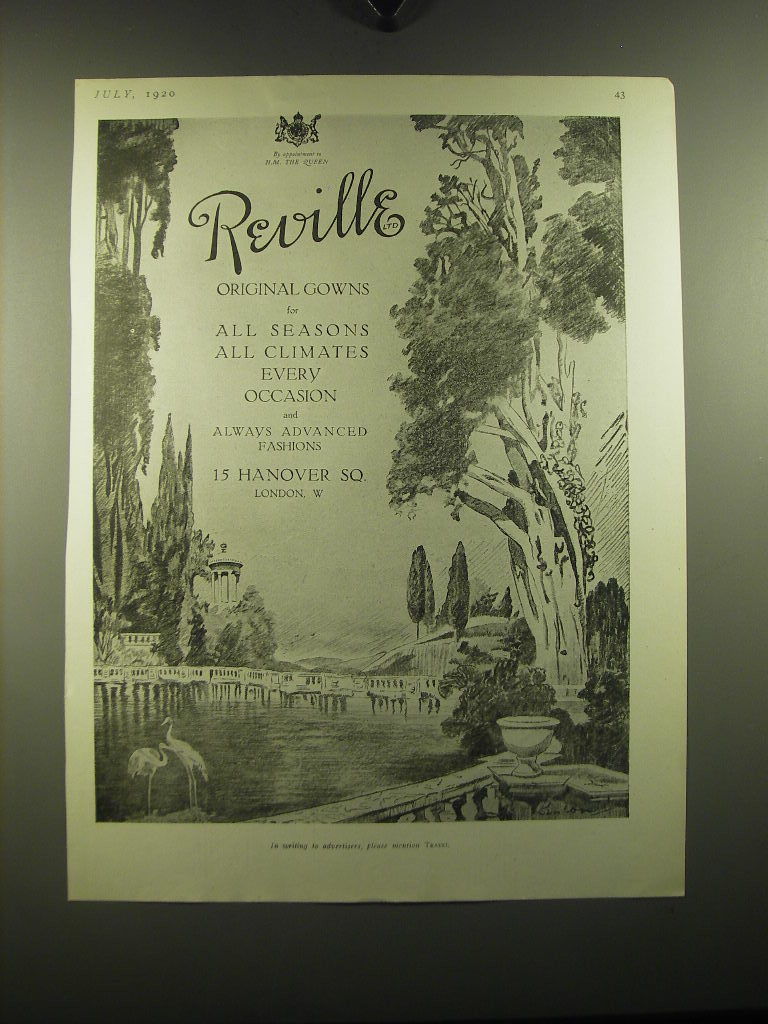 JULY, 1920
43
By appointment to
H.M. THE QUEEN
Reville LTD
ORIGINAL GOWNS
for
ALL SEASONS
ALL CLIMATES
EVERY
OCCASION
and
ALWAYS ADVANCED
FASHIONS
15 HANOVER SQ.
LONDON, W
In writing to advertisers, please mention TRAVEL